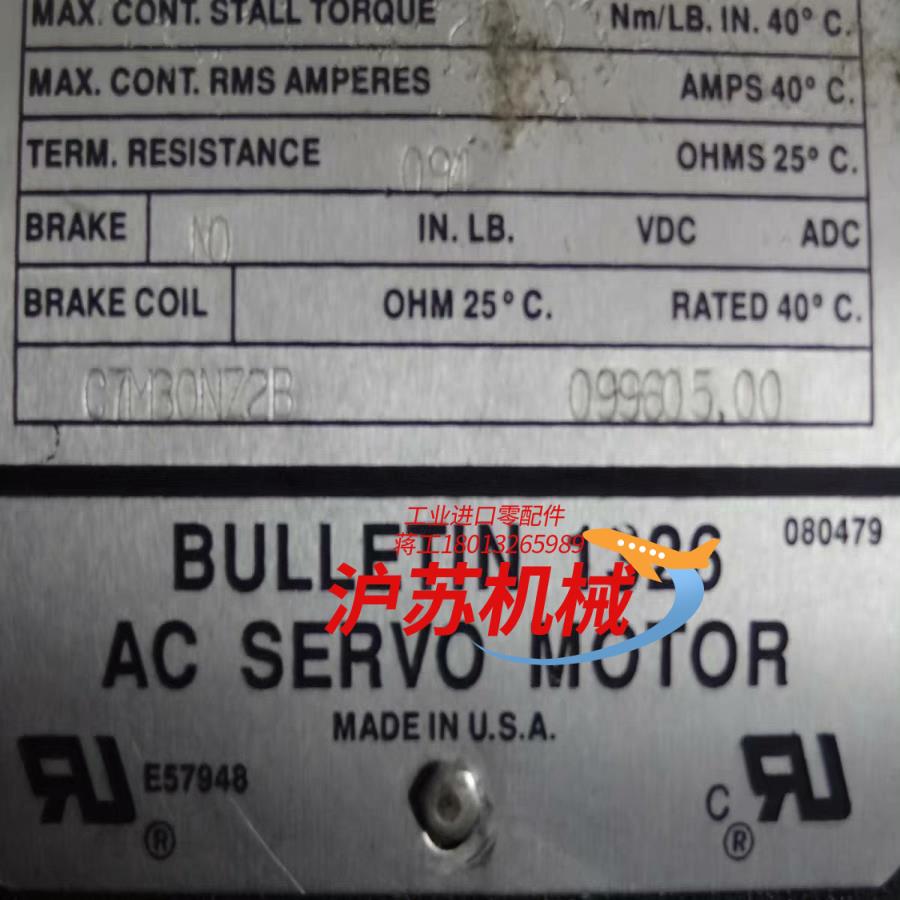 MAX. CONT. STALL TORQUE Nm/LB. IN. 40° C.
MAX. CONT. RMS AMPERES AMPS 40° C.
TERM. RESISTANCE OHMS 25° C.
BRAKE NO IN. LB. VDC ADC
BRAKE COIL OHM 25° C. RATED 40° C.
C7M30NZ2B 099605.00
工业进口零配件
蒋工18013265989
沪苏机械
BULLETIN 1326 080479
AC SERVO MOTOR
MADE IN U.S.A.
E57948
C